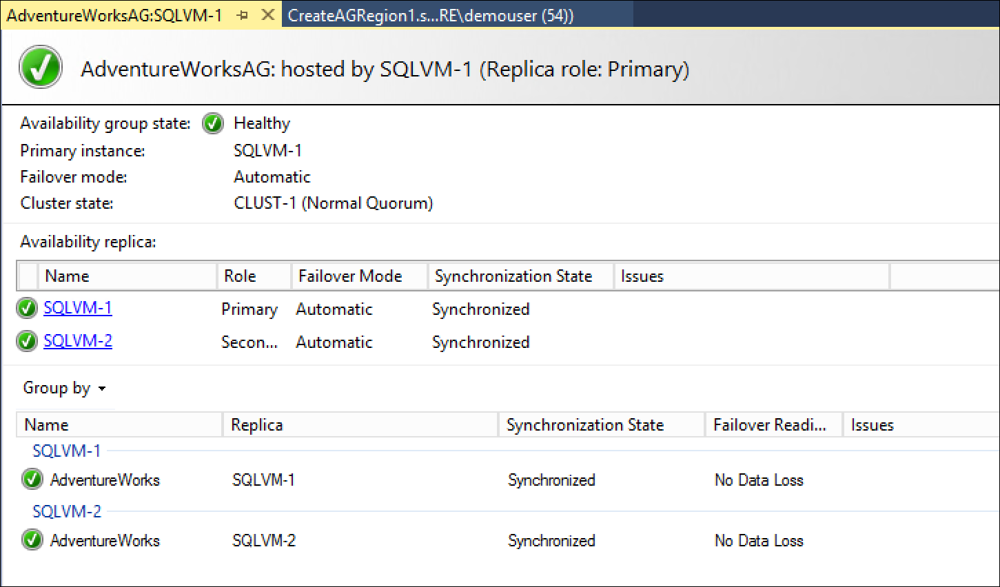 AdventureWorksAG:SQLVM-1 CreateAGRegion1.s...RE\demouser (54))
AdventureWorksAG: hosted by SQLVM-1 (Replica role: Primary)
Availability group state: Healthy
Primary instance: SQLVM-1
Failover mode: Automatic
Cluster state: CLUST-1 (Normal Quorum)
Availability replica:
Name Role Failover Mode Synchronization State Issues
SQLVM-1 Primary Automatic Synchronized
SQLVM-2 Secon... Automatic Synchronized
Group by
Name Replica Synchronization State Failover Readi... Issues
SQLVM-1
AdventureWorks SQLVM-1 Synchronized No Data Loss
SQLVM-2
AdventureWorks SQLVM-2 Synchronized No Data Loss